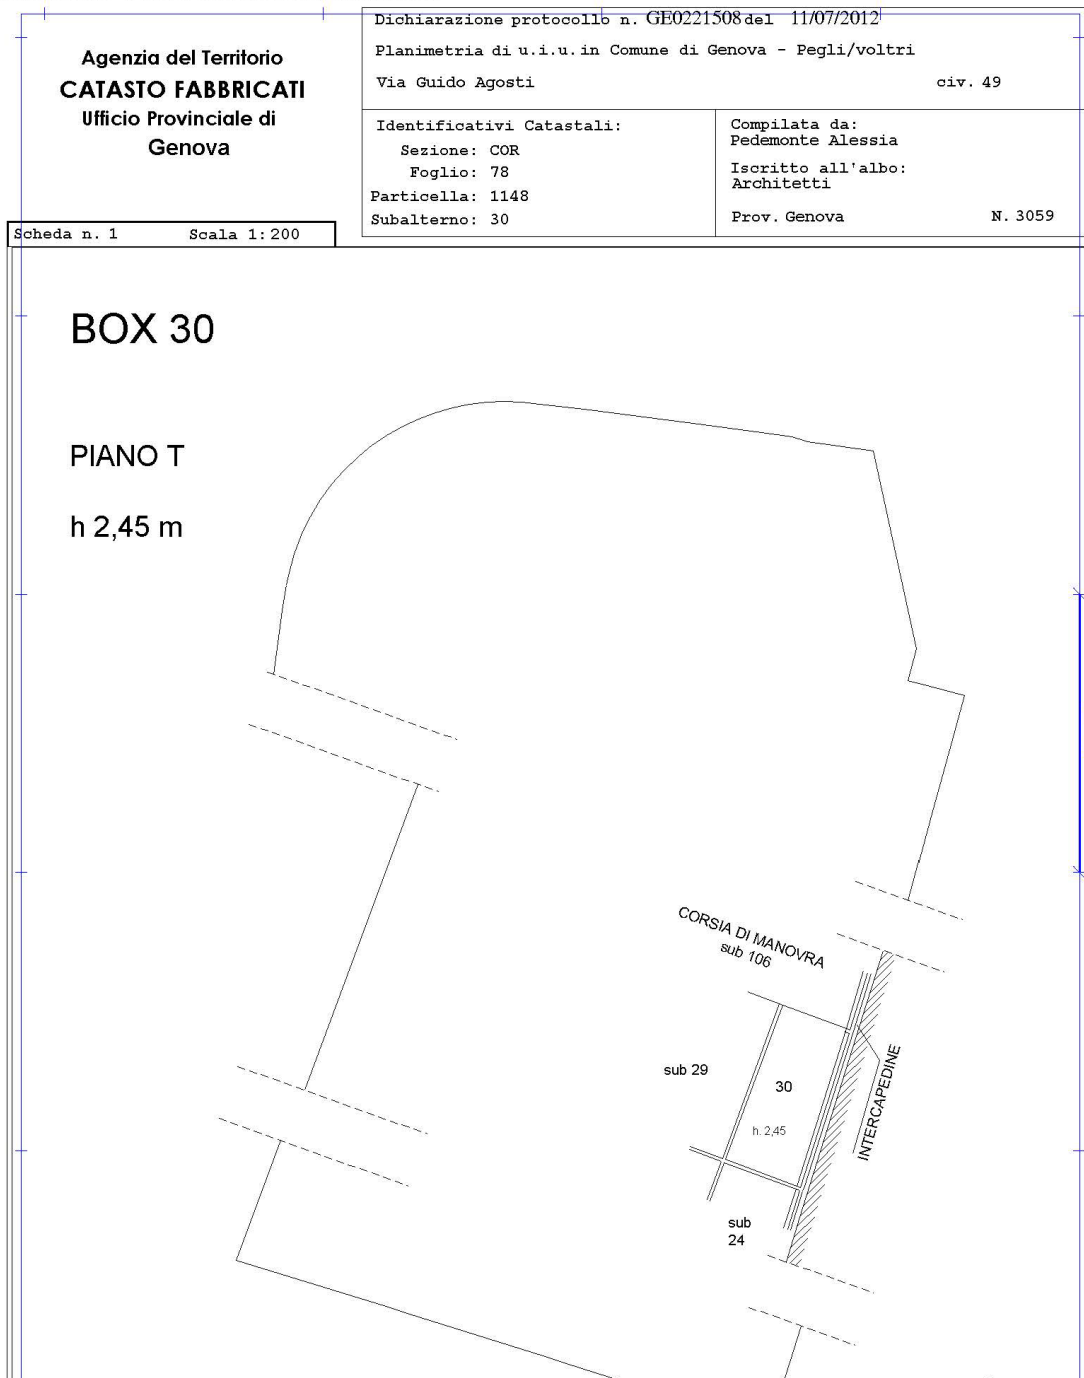 Agenzia del Territorio
CATASTO FABBRICATI
Ufficio Provinciale di
Genova
Scheda n. 1 Scala 1:200
Dichiarazione protocollo n. GE0221508 del 11/07/2012
Planimetria di u.i.u. in Comune di Genova - Pegli/voltri
Via Guido Agosti civ. 49
Identificativi Catastali:
Sezione: COR
Foglio: 78
Particella: 1148
Subalterno: 30
Compilata da:
Pedemonte Alessia
Iscritto all'albo:
Architetti
Prov. Genova N. 3059
BOX 30
PIANO T
h 2,45 m
CORSIA DI MANOVRA
sub 106
sub 29
30
h. 2,45
INTERCAPEDINE
sub
24